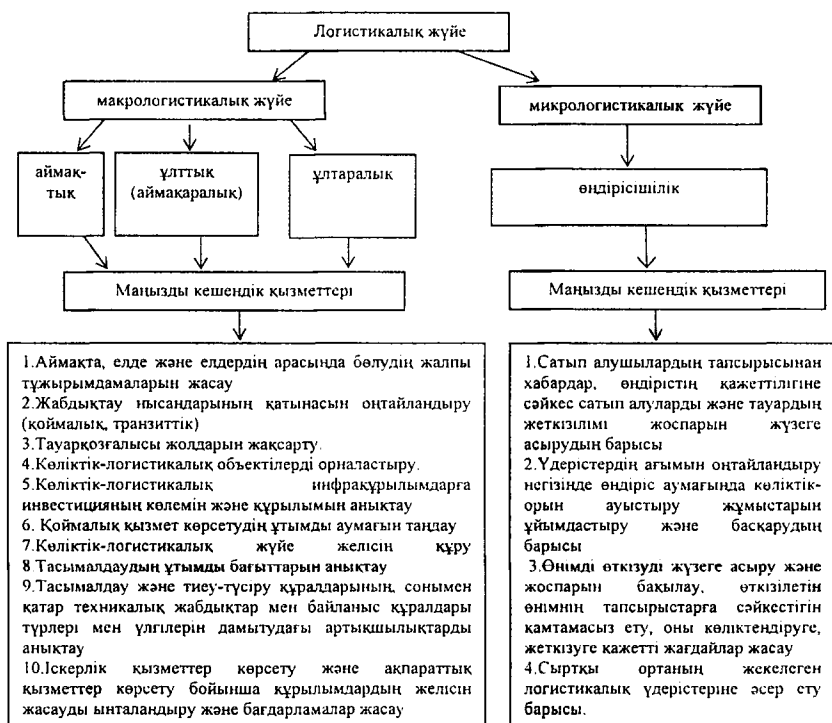 Логистикалық жүйе
макрологистикалық жүйе
микрологистикалық жүйе
аймақ-
тық
ұлттық
(аймақаралық)
ұлтаралық
өндірісішілік
Маңызды кешендік қызметтері
Маңызды кешендік қызметтері
1.Аймақта, елде және елдердің арасында бөлудің жалпы
тұжырымдамаларын жасау
2.Жабдықтау нысандарының қатынасын оңтайландыру
(қоймалық, транзиттік)
3.Тауарқозғалысы жолдарын жақсарту.
4.Көліктік-логистикалық объектілерді орналастыру.
5.Көліктік-логистикалық инфрақұрылымдарға
инвестицияның көлемін және құрылымын анықтау
6. Қоймалық қызмет көрсетудің ұтымды аумағын таңдау
7.Көліктік-логистикалық жүйе желісін құру
8 Тасымалдаудың ұтымды бағыттарын анықтау
9.Тасымалдау және тиеу-түсіру құралдарының, сонымен
қатар техникалық жабдықтар мен байланыс құралдары
түрлері мен үлгілерін дамытудағы артықшылықтарды
анықтау
10.Іскерлік қызметтер көрсету және ақпараттық
қызметтер көрсету бойынша құрылымдардың желісін
жасауды ынталандыру және бағдарламалар жасау
1.Сатып алушылардың тапсырысынан
хабардар, өндірістің қажеттілігіне
сәйкес сатып алуларды және тауардың
жеткізілімі жоспарын жүзеге
асырудың барысы
2.Үдерістердің ағымын оңтайландыру
негізінде өндіріс аумағында көліктік-
орын ауыстыру жұмыстарын
ұйымдастыру және басқарудың
барысы
3.Өнімді өткізуді жүзеге асыру және
жоспарын бақылау, өткізілетін
өнімнің тапсырыстарға сәйкестігін
қамтамасыз ету, оны көліктендіруге,
жеткізуге қажетті жағдайлар жасау
4.Сыртқы ортаның жекелеген
логистикалық үдерістеріне әсер ету
барысы.